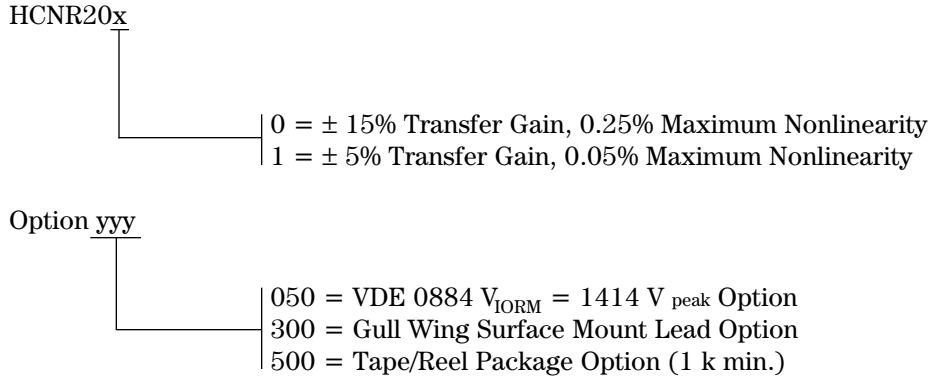 HCNR20x
0 = ± 15% Transfer Gain, 0.25% Maximum Nonlinearity
1 = ± 5% Transfer Gain, 0.05% Maximum Nonlinearity
Option yyy
050 = VDE 0884 VIORM = 1414 V peak Option
300 = Gull Wing Surface Mount Lead Option
500 = Tape/Reel Package Option (1 k min.)